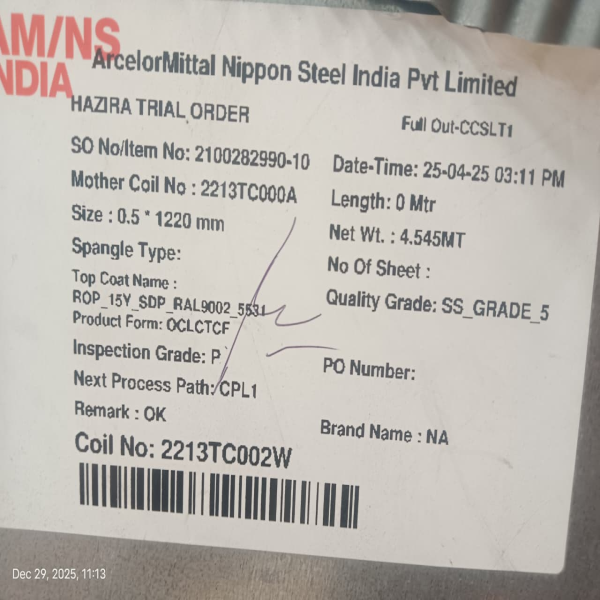 AM/NS
INDIA
ArcelorMittal Nippon Steel India Pvt Limited
HAZIRA TRIAL ORDER
Full Out-CCSLT1
SO No/Item No: 2100282990-10
Date-Time: 25-04-25 03:11 PM
Mother Coil No : 2213TC000A
Length: 0 Mtr
Size : 0.5 * 1220 mm
Net Wt. : 4.545MT
Spangle Type:
No Of Sheet :
Top Coat Name :
ROP_15Y_SDP_RAL9002_5531
Quality Grade: SS_GRADE_5
Product Form: OCLCTCF
Inspection Grade: P
PO Number:
Next Process Path: CPL1
Remark : OK
Brand Name : NA
Coil No: 2213TC002W
Dec 29, 2025, 11:13